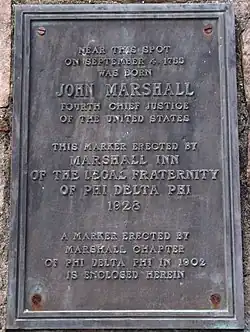 NEAR THIS SPOT
ON SEPTEMBER 4, 1755
WAS BORN
JOHN MARSHALL
FOURTH CHIEF JUSTICE
OF THE UNITED STATES
THIS MARKER ERECTED BY
MARSHALL INN
OF THE LEGAL FRATERNITY
OF PHI DELTA PHI
1928
A MARKER ERECTED BY
MARSHALL CHAPTER
OF PHI DELTA PHI IN 1902
IS ENCLOSED HEREIN